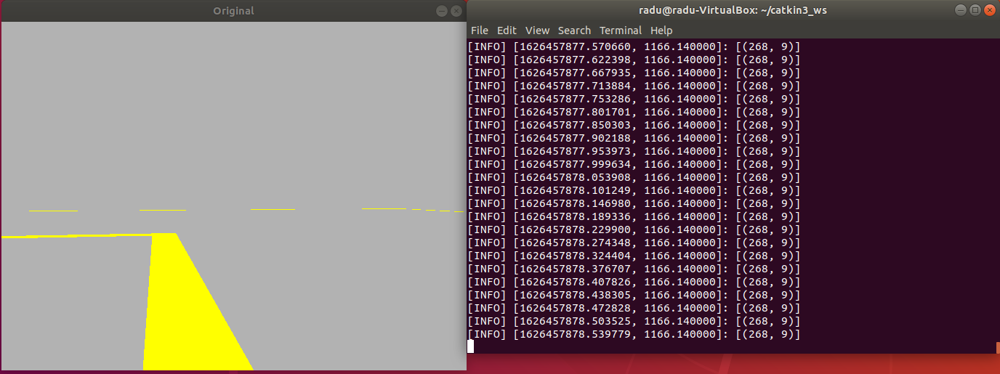 Original
radu@radu-VirtualBox: ~/catkin3_ws
File Edit View Search Terminal Help
[INFO] [1626457877.570660, 1166.140000]: [(268, 9)]
[INFO] [1626457877.622398, 1166.140000]: [(268, 9)]
[INFO] [1626457877.667935, 1166.140000]: [(268, 9)]
[INFO] [1626457877.713884, 1166.140000]: [(268, 9)]
[INFO] [1626457877.753286, 1166.140000]: [(268, 9)]
[INFO] [1626457877.801701, 1166.140000]: [(268, 9)]
[INFO] [1626457877.850303, 1166.140000]: [(268, 9)]
[INFO] [1626457877.902188, 1166.140000]: [(268, 9)]
[INFO] [1626457877.953973, 1166.140000]: [(268, 9)]
[INFO] [1626457877.999634, 1166.140000]: [(268, 9)]
[INFO] [1626457878.053908, 1166.140000]: [(268, 9)]
[INFO] [1626457878.101249, 1166.140000]: [(268, 9)]
[INFO] [1626457878.146980, 1166.140000]: [(268, 9)]
[INFO] [1626457878.189336, 1166.140000]: [(268, 9)]
[INFO] [1626457878.229900, 1166.140000]: [(268, 9)]
[INFO] [1626457878.274348, 1166.140000]: [(268, 9)]
[INFO] [1626457878.324404, 1166.140000]: [(268, 9)]
[INFO] [1626457878.376707, 1166.140000]: [(268, 9)]
[INFO] [1626457878.407826, 1166.140000]: [(268, 9)]
[INFO] [1626457878.438305, 1166.140000]: [(268, 9)]
[INFO] [1626457878.472828, 1166.140000]: [(268, 9)]
[INFO] [1626457878.503525, 1166.140000]: [(268, 9)]
[INFO] [1626457878.539779, 1166.140000]: [(268, 9)]